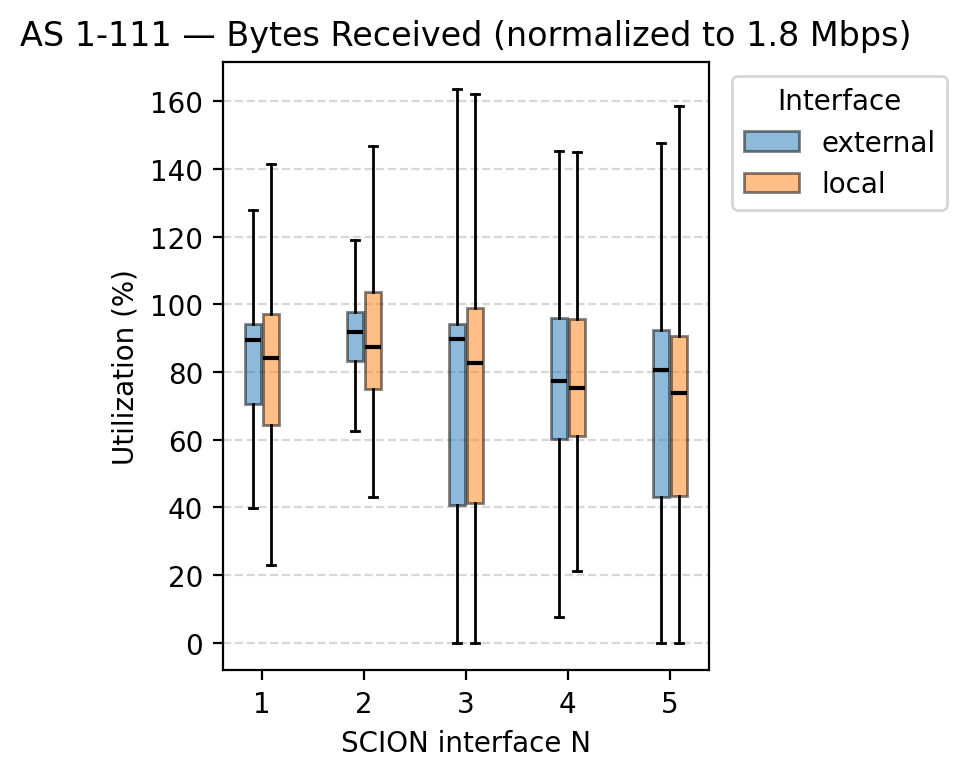 AS 1-111 — Bytes Received (normalized to 1.8 Mbps)
Interface
external
local
Utilization (%)
160
140
120
100
80
60
40
20
0
1 2 3 4 5
SCION interface N